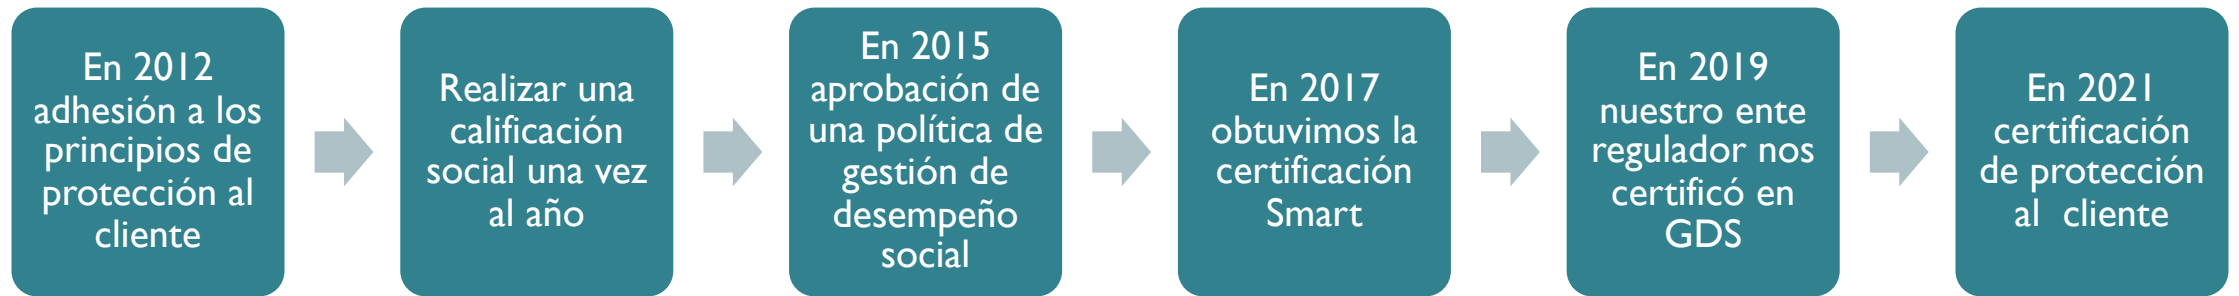 En 2012
adhesión a los
principios de
protección al
cliente
Realizar una
calificación
social una vez
al año
En 2015
aprobación de
una política de
gestión de
desempeño
social
En 2017
obtuvimos la
certificación
Smart
En 2019
nuestro ente
regulador nos
certificó en
GDS
En 2021
certificación
de protección
al cliente